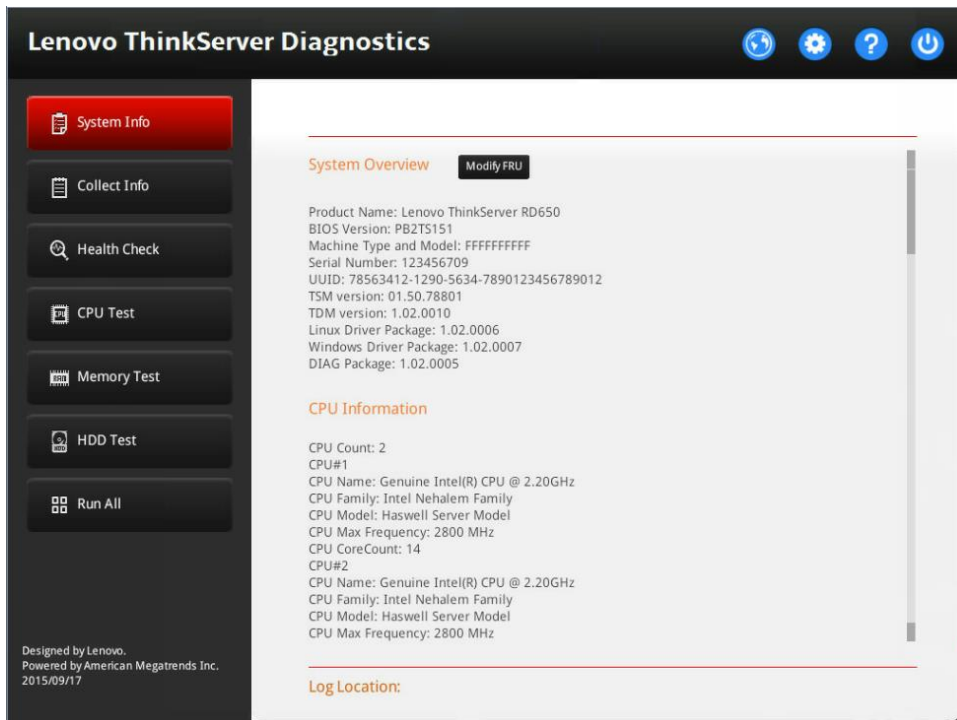 Lenovo ThinkServer Diagnostics
System Info
Collect Info
Health Check
CPU Test
Memory Test
HDD Test
Run All
Designed by Lenovo.
Powered by American Megatrends Inc.
2015/09/17
System Overview
Modify FRU
Product Name: Lenovo ThinkServer RD650
BIOS Version: PB2TS151
Machine Type and Model: FFFFFFFFFF
Serial Number: 123456709
UUID: 78563412-1290-5634-7890123456789012
TSM version: 01.50.78801
TDM version: 1.02.0010
Linux Driver Package: 1.02.0006
Windows Driver Package: 1.02.0007
DIAG Package: 1.02.0005
CPU Information
CPU Count: 2
CPU#1
CPU Name: Genuine Intel(R) CPU @ 2.20GHz
CPU Family: Intel Nehalem Family
CPU Model: Haswell Server Model
CPU Max Frequency: 2800 MHz
CPU CoreCount: 14
CPU#2
CPU Name: Genuine Intel(R) CPU @ 2.20GHz
CPU Family: Intel Nehalem Family
CPU Model: Haswell Server Model
CPU Max Frequency: 2800 MHz
Log Location: